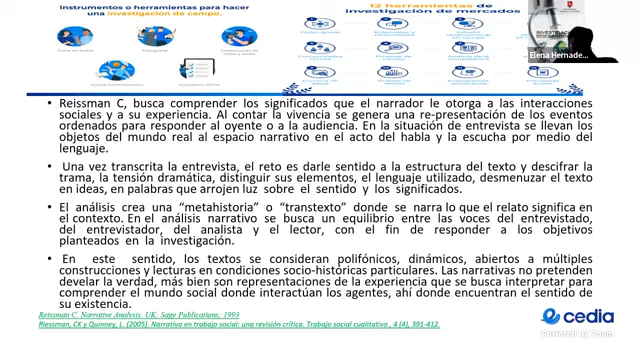 Instrumentos o herramientas para hacer
una investigación de campo.
12 herramientas de
investigación de mercados
Elena Hernade...
• Reissman C, busca comprender los significados que el narrador le otorga a las interacciones
sociales y a su experiencia. Al contar la vivencia se genera una re-presentación de los eventos
ordenados para responder al oyente o a la audiencia. En la situación de entrevista se llevan los
objetos del mundo real al espacio narrativo en el acto del habla y la escucha por medio del
lenguaje.
• Una vez transcrita la entrevista, el reto es darle sentido a la estructura del texto y descifrar la
trama, la tensión dramática, distinguir sus elementos, el lenguaje utilizado, desmenuzar el texto
en ideas, en palabras que arrojen luz sobre el sentido y los significados.
• El análisis crea una “metahistoria” o “transtexto” donde se narra lo que el relato significa en
el contexto. En el análisis narrativo se busca un equilibrio entre las voces del entrevistado,
del entrevistador, del analista y el lector, con el fin de responder a los objetivos
planteados en la investigación.
• En este sentido, los textos se consideran polifónicos, dinámicos, abiertos a múltiples
construcciones y lecturas en condiciones socio-históricas particulares. Las narrativas no pretenden
develar la verdad, más bien son representaciones de la experiencia que se busca interpretar para
comprender el mundo social donde interactúan los agentes, ahí donde encuentran el sentido de
su existencia.
Reissman C. Narrative Analysis. UK: Sage Publications; 1993
Riessman, CK y Quinney, L. (2005). Narrativa en trabajo social: una revisión crítica. Trabajo social cualitativo , 4 (4), 391-412.
cedia
Powered by Zoom